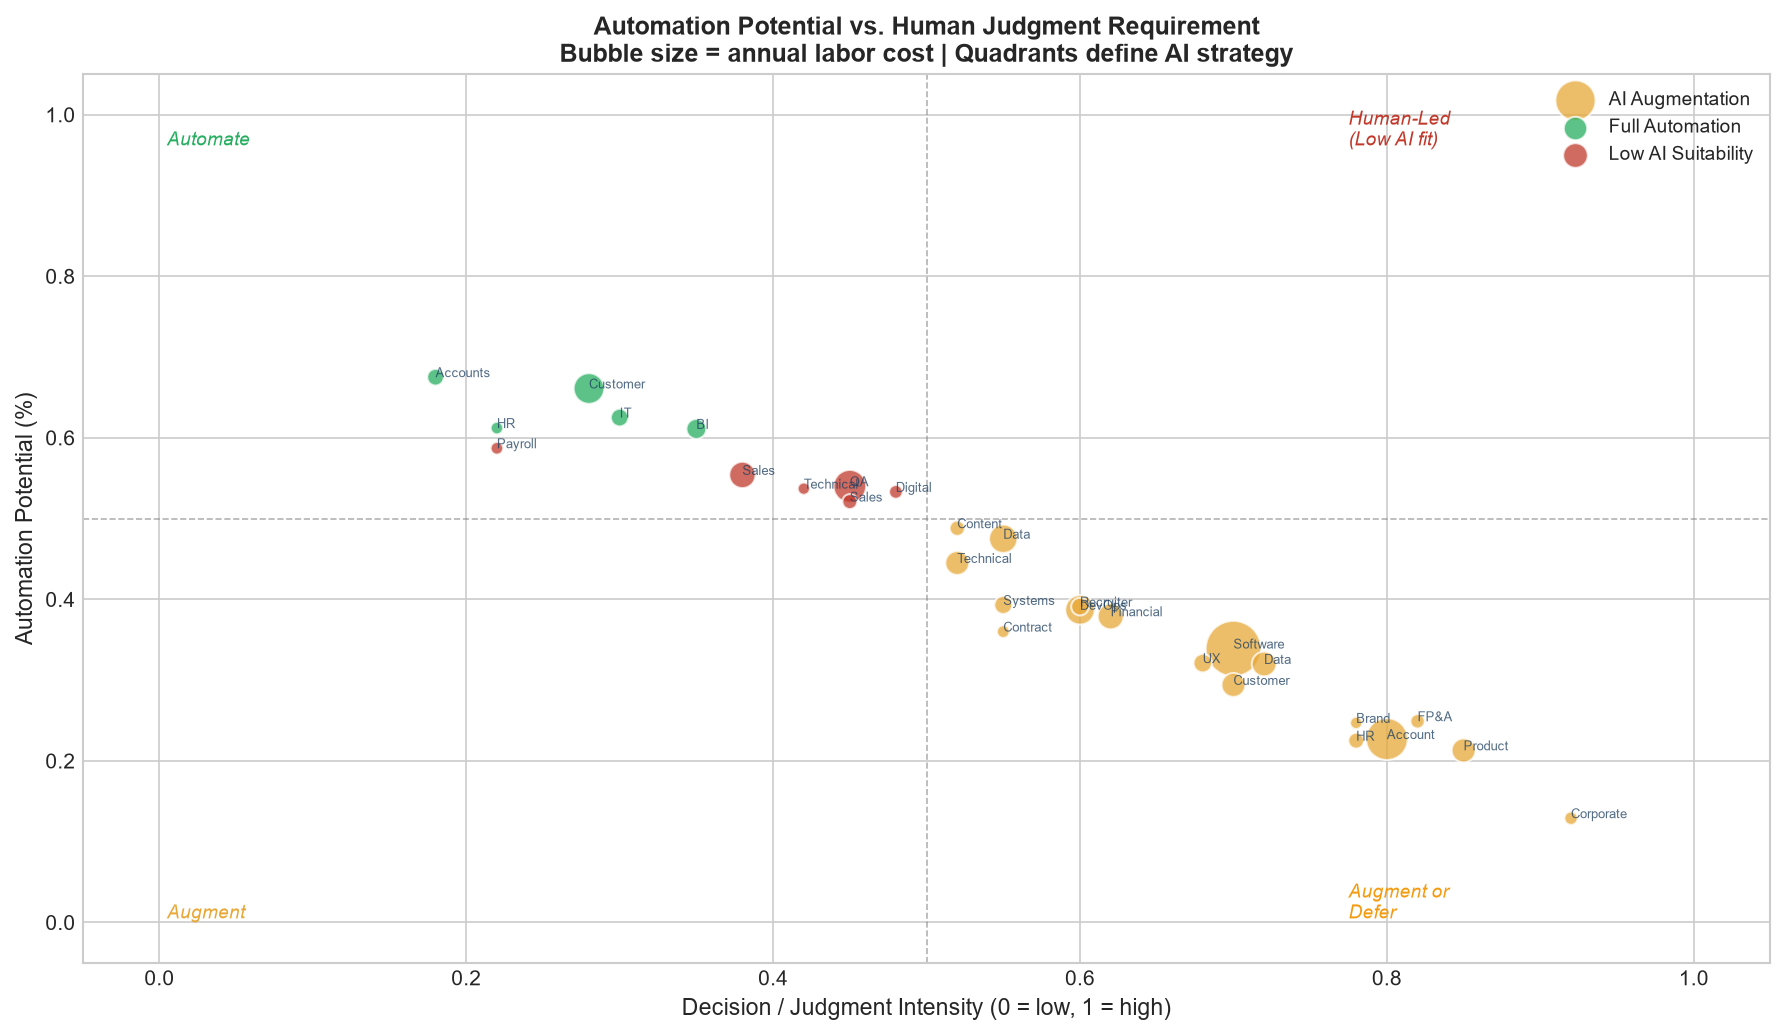 Automation Potential vs. Human Judgment Requirement
Bubble size = annual labor cost | Quadrants define AI strategy
AI Augmentation
Full Automation
Low AI Suitability
Automate
Human-Led
(Low AI fit)
Augment
Augment or
Defer
Accounts
Customer
IT
BI
HR
Payroll
Sales
Technical
QA
Sales
Digital
Content
Data
Technical
Systems
Contract
Recruiter
DevOps
Financial
Software
UX
Data
Customer
Brand
HR
Account
FP&A
Product
Corporate
Automation Potential (%)
1.0
0.8
0.6
0.4
0.2
0.0
0.0
0.2
0.4
0.6
0.8
1.0
Decision / Judgment Intensity (0 = low, 1 = high)